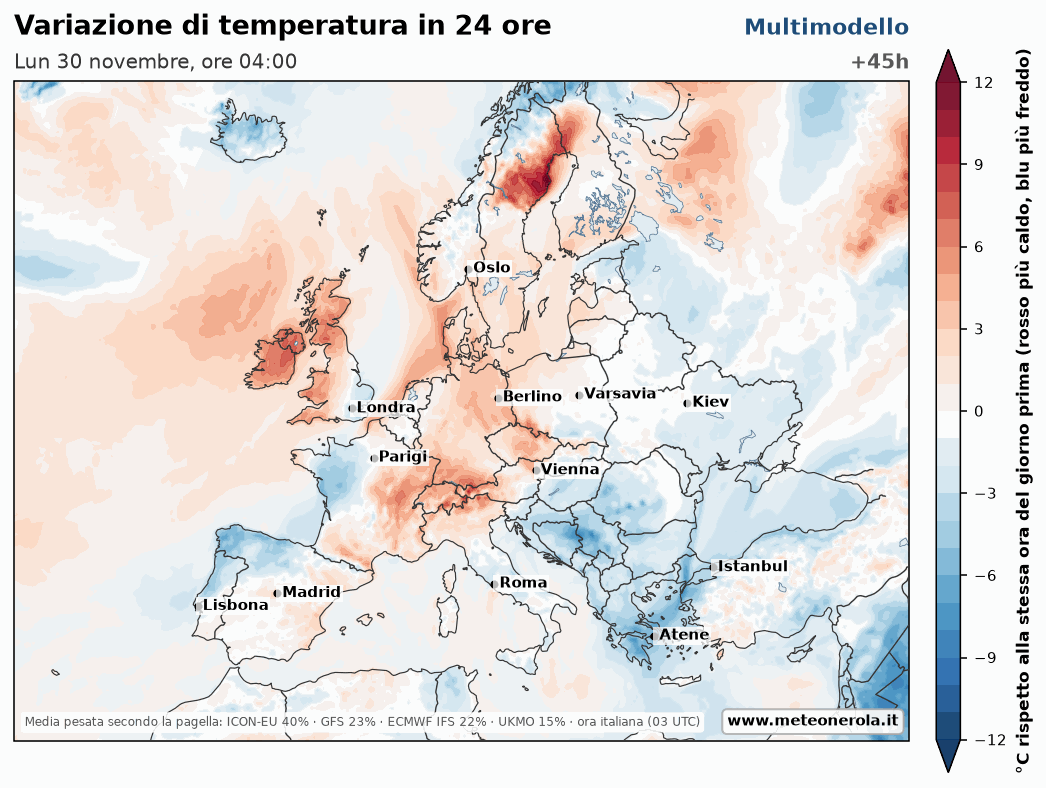 Variazione di temperatura in 24 ore
Multimodello
Lun 30 novembre, ore 04:00
+45h
Oslo
Londra
Berlino
Varsavia
Kiev
Parigi
Vienna
Istanbul
Roma
Madrid
Lisbona
Atene
Media pesata secondo la pagella: ICON-EU 40% · GFS 23% · ECMWF IFS 22% · UKMO 15% · ora italiana (03 UTC)
www.meteonerola.it
12
9
6
3
0
−3
−6
−9
−12
°C rispetto alla stessa ora del giorno prima (rosso più caldo, blu più freddo)